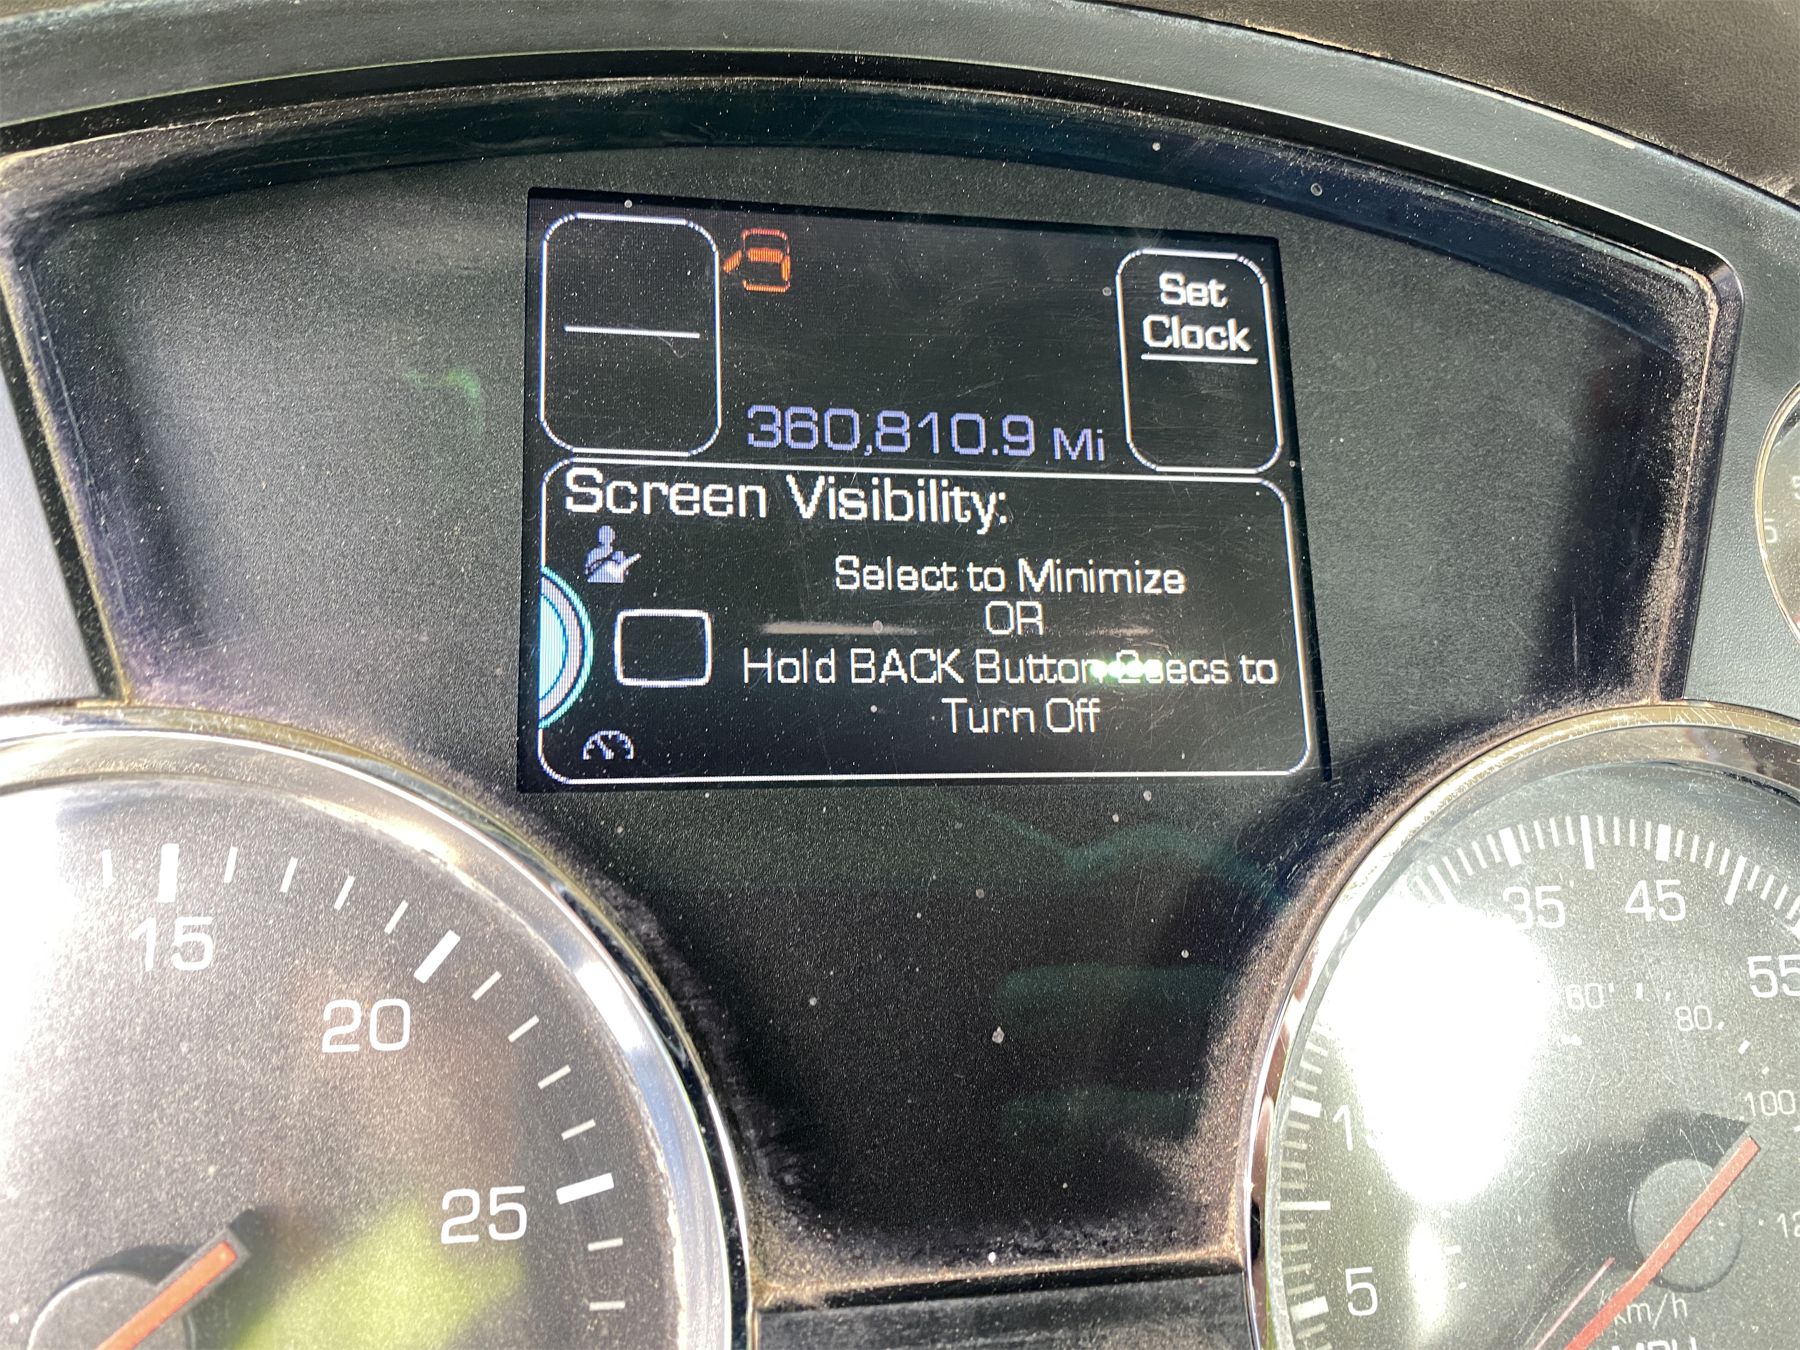 Set
Clock
360,810.9 Mi
Screen Visibility:
Select to Minimize
OR
Hold BACK Button 2secs to
Turn Off
15
20
25
35
45
55
60
80
100
5
km/h